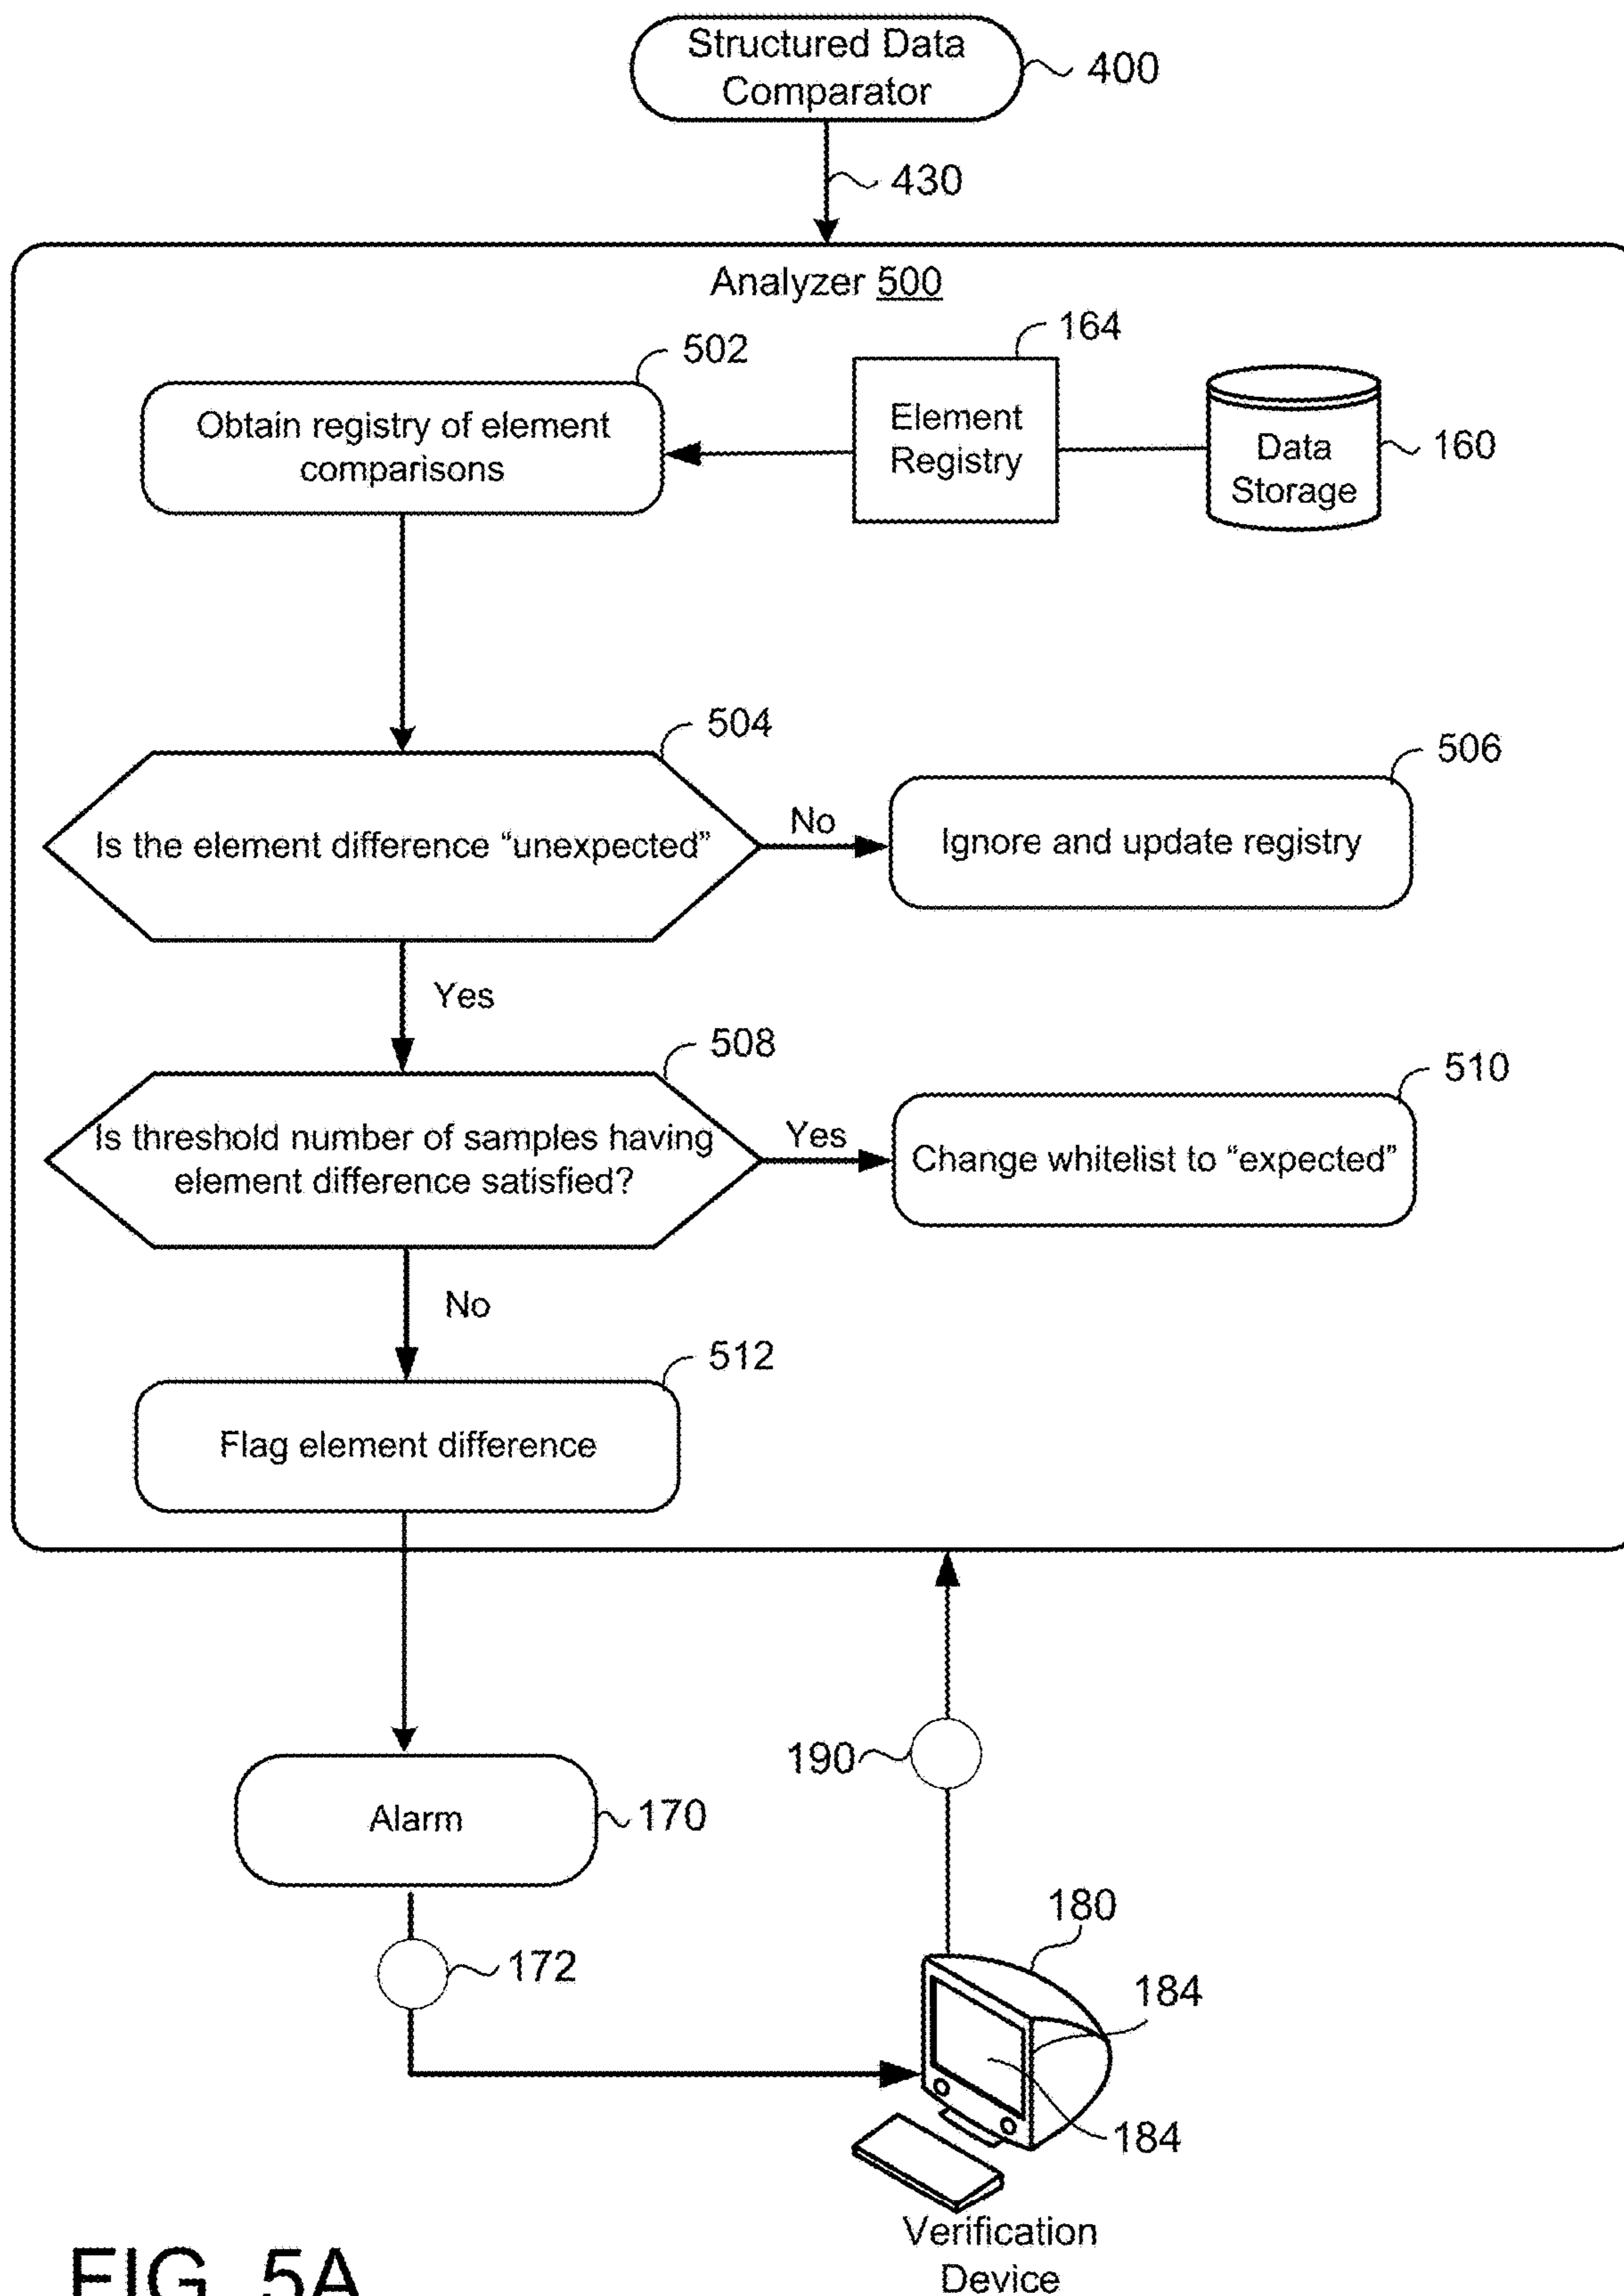 Structured Data
Comparator
400
430
Analyzer 500
502
164
Obtain registry of element
comparisons
Element
Registry
Data
Storage
160
504
506
Is the element difference “unexpected”
No
Ignore and update registry
Yes
508
510
Is threshold number of samples having
element difference satisfied?
Yes
Change whitelist to “expected”
No
512
Flag element difference
190
Alarm
170
180
172
184
184
Verification
Device
FIG. 5A